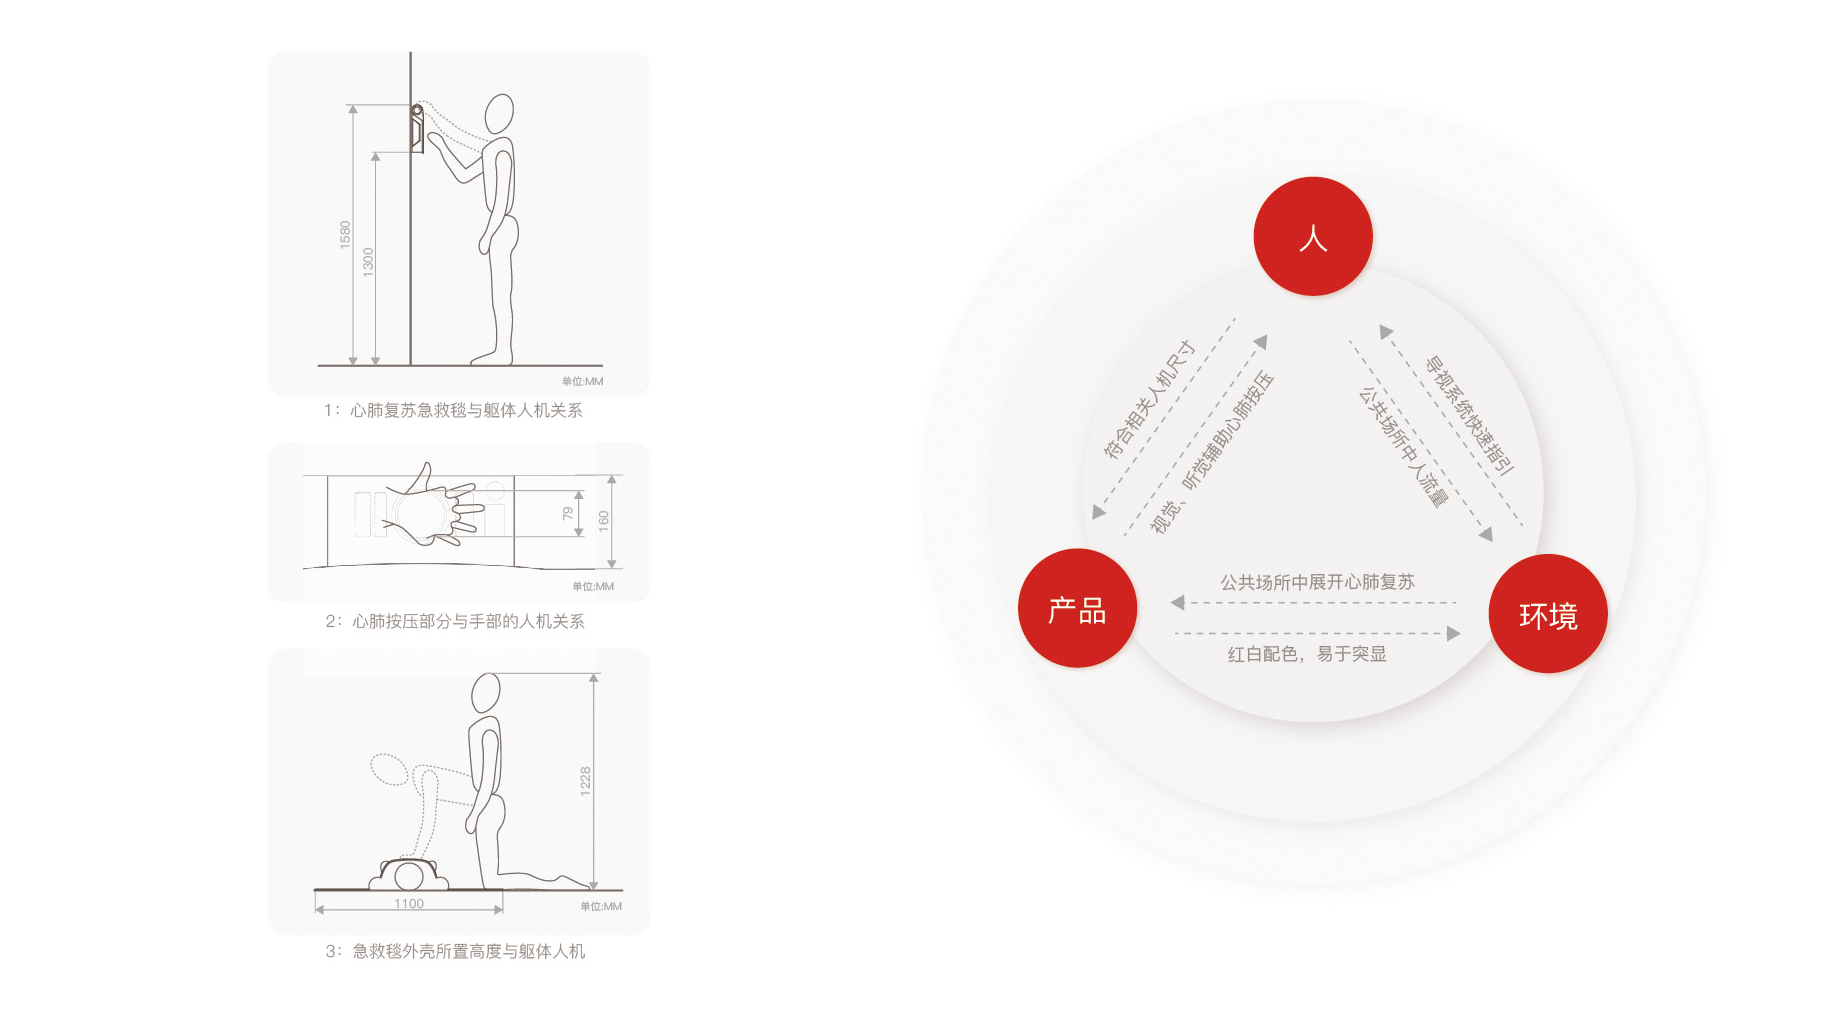 1580
1300
单位:MM
1：心肺复苏急救毯与躯体人机关系
79
160
单位:MM
2：心肺按压部分与手部的人机关系
1228
1100
单位:MM
3：急救毯外壳所置高度与躯体人机
人
符合相关人机尺寸
视觉、听觉辅助心肺按压
公共场所中人流量
导视系统快速指引
产品
公共场所中展开心肺复苏
红白配色，易于突显
环境